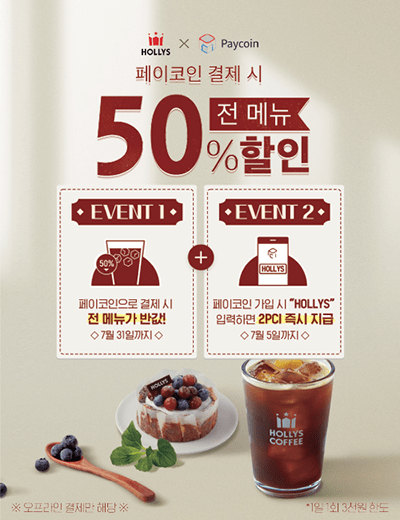 HOLLYS × Paycoin
페이코인 결제 시
전 메뉴
50%할인
EVENT 1
50%
페이코인으로 결제 시
전 메뉴가 반값!
◇ 7월 31일까지 ◇
+
EVENT 2
HOLLYS
페이코인 가입 시 “HOLLYS”
입력하면 2PCI 즉시 지급
◇ 7월 5일까지 ◇
HOLLYS
HOLLYS
COFFEE
※ 오프라인 결제만 해당 ※
*1일 1회 3천원 한도